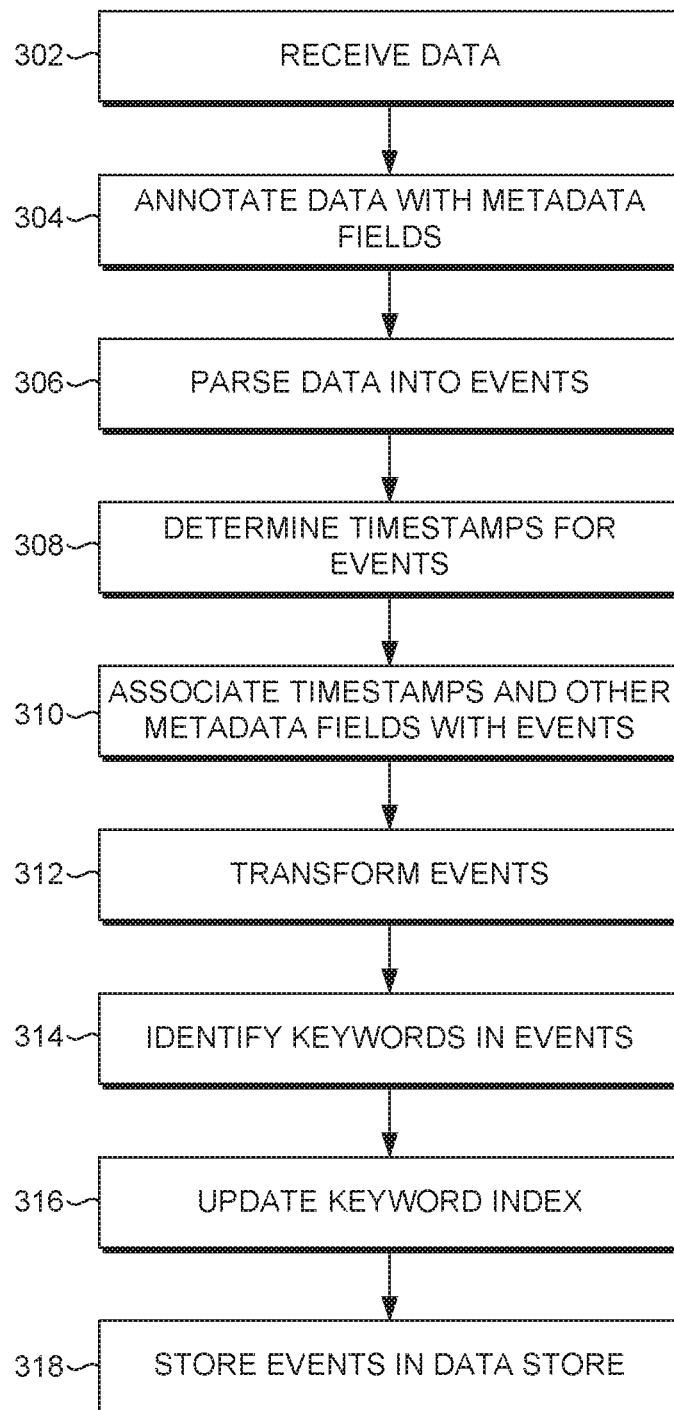 302 RECEIVE DATA
304 ANNOTATE DATA WITH METADATA
FIELDS
306 PARSE DATA INTO EVENTS
308 DETERMINE TIMESTAMPS FOR
EVENTS
310 ASSOCIATE TIMESTAMPS AND OTHER
METADATA FIELDS WITH EVENTS
312 TRANSFORM EVENTS
314 IDENTIFY KEYWORDS IN EVENTS
316 UPDATE KEYWORD INDEX
318 STORE EVENTS IN DATA STORE